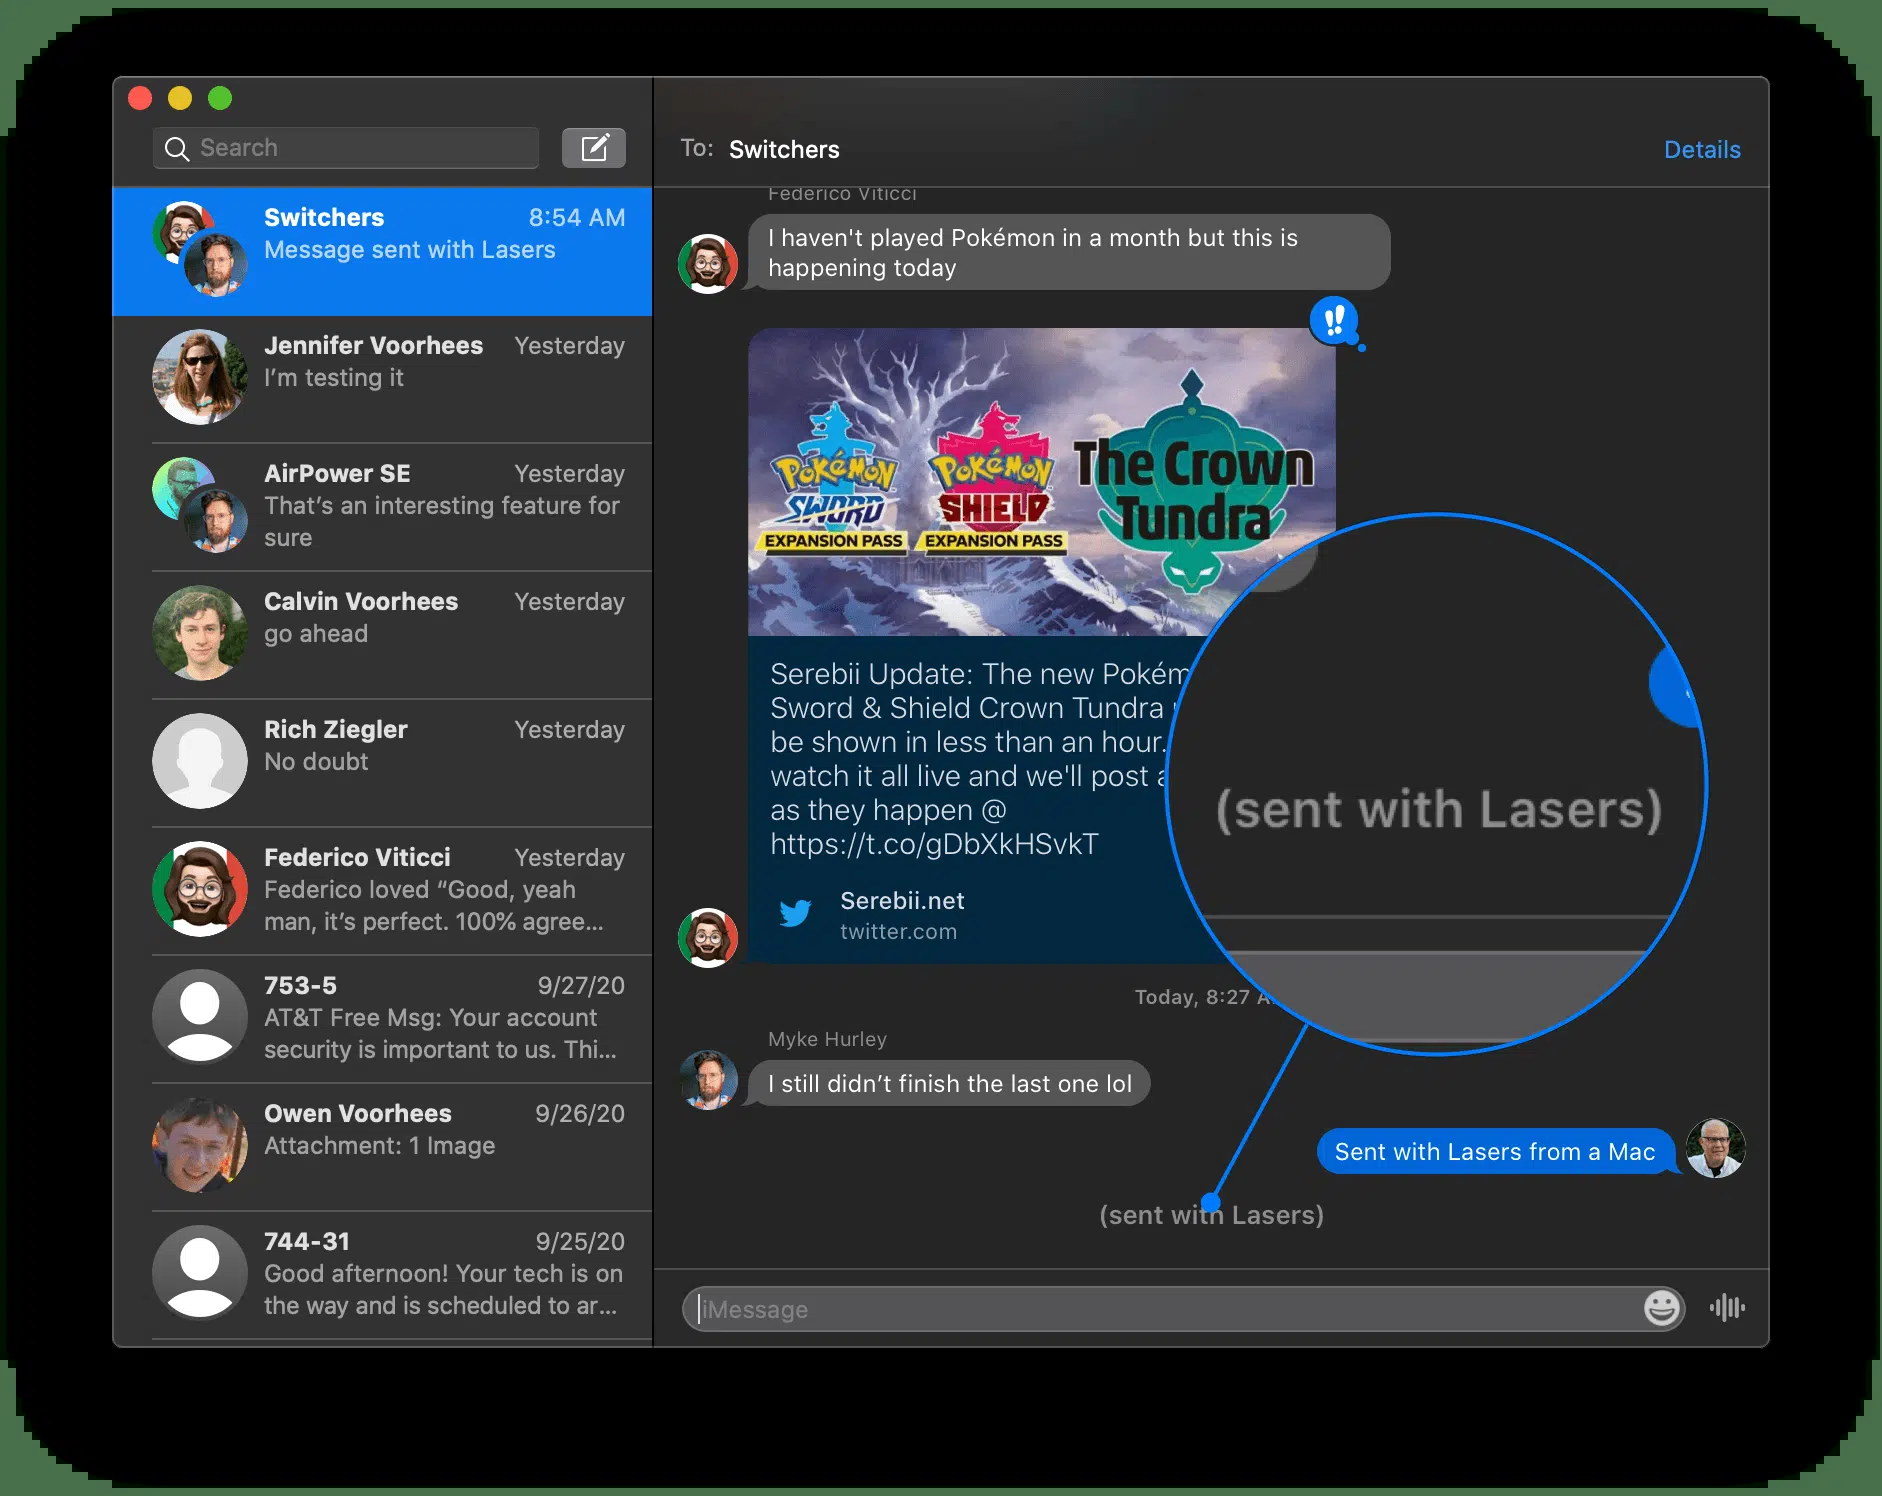 Search
Switchers 8:54 AM
Message sent with Lasers
Jennifer Voorhees Yesterday
I’m testing it
AirPower SE Yesterday
That’s an interesting feature for
sure
Calvin Voorhees Yesterday
go ahead
Rich Ziegler Yesterday
No doubt
Federico Viticci Yesterday
Federico loved “Good, yeah
man, it’s perfect. 100% agree...
753-5 9/27/20
AT&T Free Msg: Your account
security is important to us. Thi...
Owen Voorhees 9/26/20
Attachment: 1 Image
744-31 9/25/20
Good afternoon! Your tech is on
the way and is scheduled to ar...
To: Switchers Details
Federico Viticci
I haven't played Pokémon in a month but this is
happening today
!!
POKéMON
SWORD
EXPANSION PASS
POKéMON
SHIELD
EXPANSION PASS
The Crown
Tundra
Serebii Update: The new Pokém
Sword & Shield Crown Tundra
be shown in less than an hour.
watch it all live and we'll post
as they happen @
https://t.co/gDbXkHSvkT
Serebii.net
twitter.com
(sent with Lasers)
Today, 8:27 A
Myke Hurley
I still didn’t finish the last one lol
Sent with Lasers from a Mac
(sent with Lasers)
iMessage